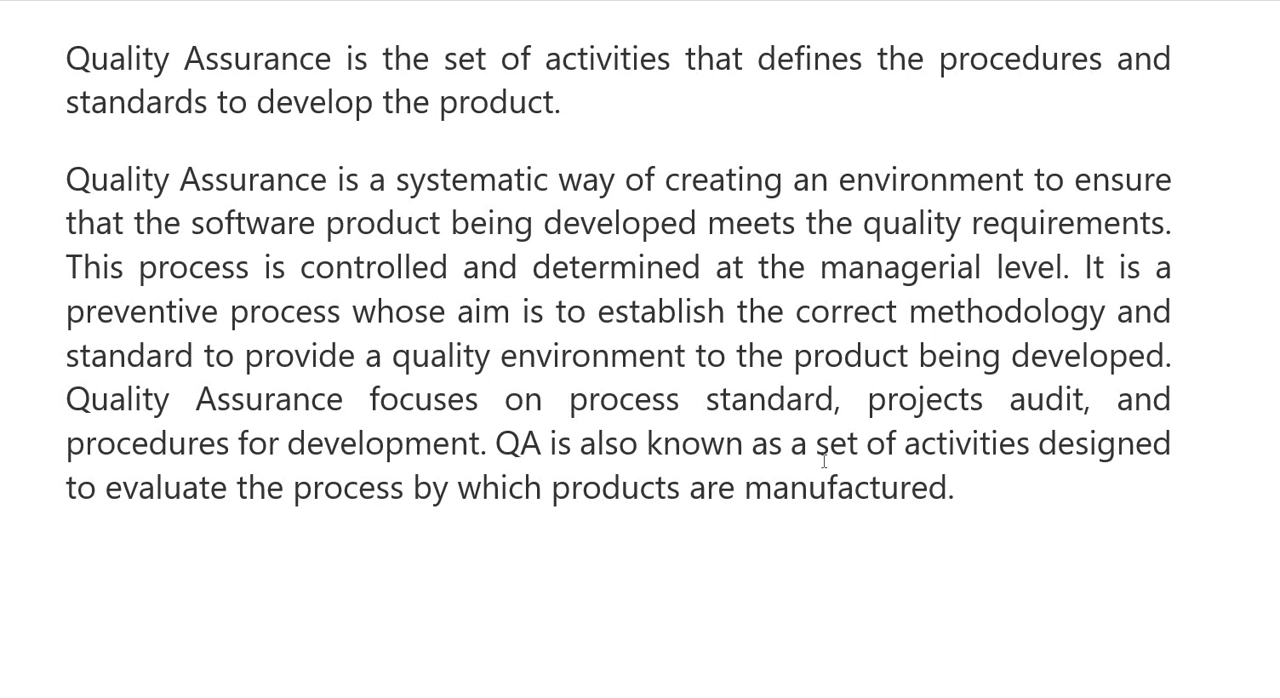 Quality Assurance is the set of activities that defines the procedures and
standards to develop the product.
Quality Assurance is a systematic way of creating an environment to ensure
that the software product being developed meets the quality requirements.
This process is controlled and determined at the managerial level. It is a
preventive process whose aim is to establish the correct methodology and
standard to provide a quality environment to the product being developed.
Quality Assurance focuses on process standard, projects audit, and
procedures for development. QA is also known as a set of activities designed
to evaluate the process by which products are manufactured.